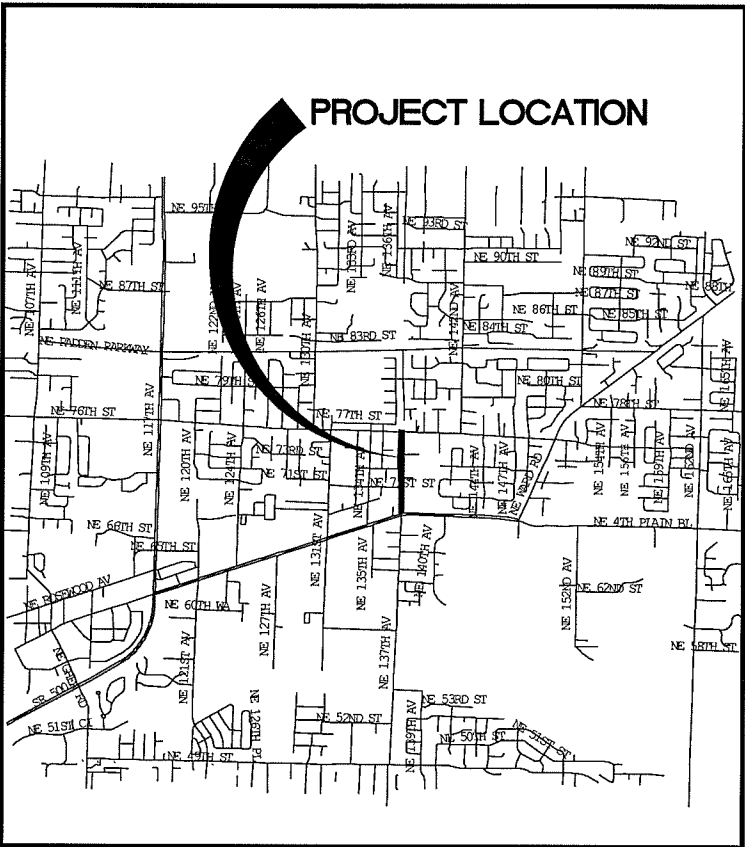 PROJECT LOCATION
NE 95TH
NE 93RD ST
NE 92ND ST
NE 90TH ST
NE 107TH AV
NE 111TH AV
NE 87TH ST
NE 122ND
NE 126TH AV
NE 130TH AV
NE 133RD AV
NE 136TH AV
NE 142ND AV
NE 89TH ST
NE 87TH ST
NE 88TH
NE 86TH ST
NE 85TH ST
NE 84TH ST
NE 83RD ST
NE PADDEN PARKWAY
NE 79TH S
NE 80TH ST
NE 78TH ST
NE 77TH ST
NE 76TH ST
NE 117TH AV
NE 109TH AV
NE 120TH AV
NE 124TH AV
NE 73RD ST
NE 71ST ST
NE 134TH AV
NE 71ST ST
NE 144TH AV
NE 147TH AV
NE WARD RD
NE 154TH AV
NE 156TH AV
NE 159TH AV
NE 162ND AV
NE 165TH AV
NE 166TH AV
NE 68TH ST
NE 65TH ST
NE 4TH PLAIN BL
NE 131ST AV
NE 135TH AV
NE 140TH AV
NE ROSEWOOD AV
NE 60TH WA
NE 127TH AV
NE 62ND ST
NE 152ND AV
NE 137TH AV
NE 58TH ST
NE 121ST AV
SR 500
NE 53RD ST
NE 126TH PL
NE 52ND ST
NE 139TH AV
NE 51ST CI
NE 50TH ST
NE 51ST ST
NE 49TH ST